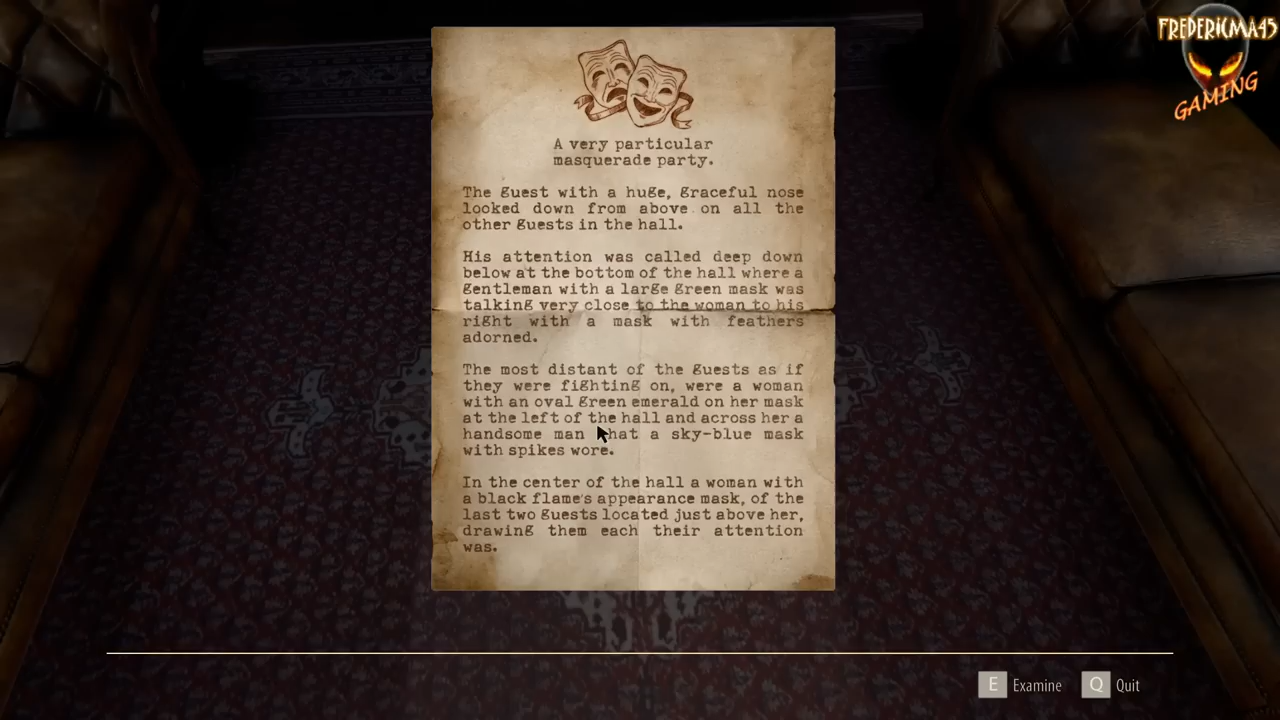 FREDERICMA45
GAMING
A very particular
masquerade party.
The guest with a huge, graceful nose
looked down from above on all the
other guests in the hall.
His attention was called deep down
below at the bottom of the hall where a
gentleman with a large green mask was
talking very close to the woman to his
right with a mask with feathers
adorned.
The most distant of the guests as if
they were fighting on, were a woman
with an oval green emerald on her mask
at the left of the hall and across her a
handsome man that a sky-blue mask
with spikes wore.
In the center of the hall a woman with
a black flame's appearance mask, of the
last two guests located just above her,
drawing them each their attention
was.
E Examine Q Quit